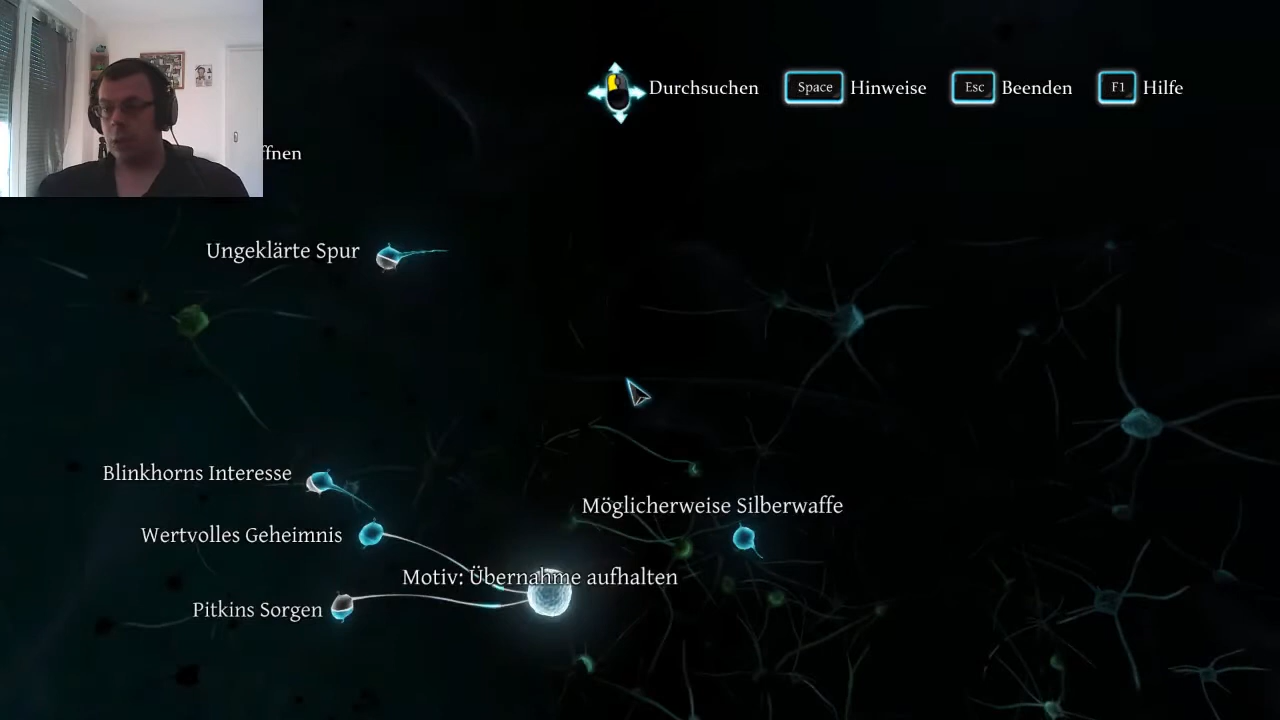 Durchsuchen Space Hinweise Esc Beenden F1 Hilfe
ffnen
Ungeklärte Spur
Blinkhorns Interesse
Möglicherweise Silberwaffe
Wertvolles Geheimnis
Motiv: Übernahme aufhalten
Pitkins Sorgen